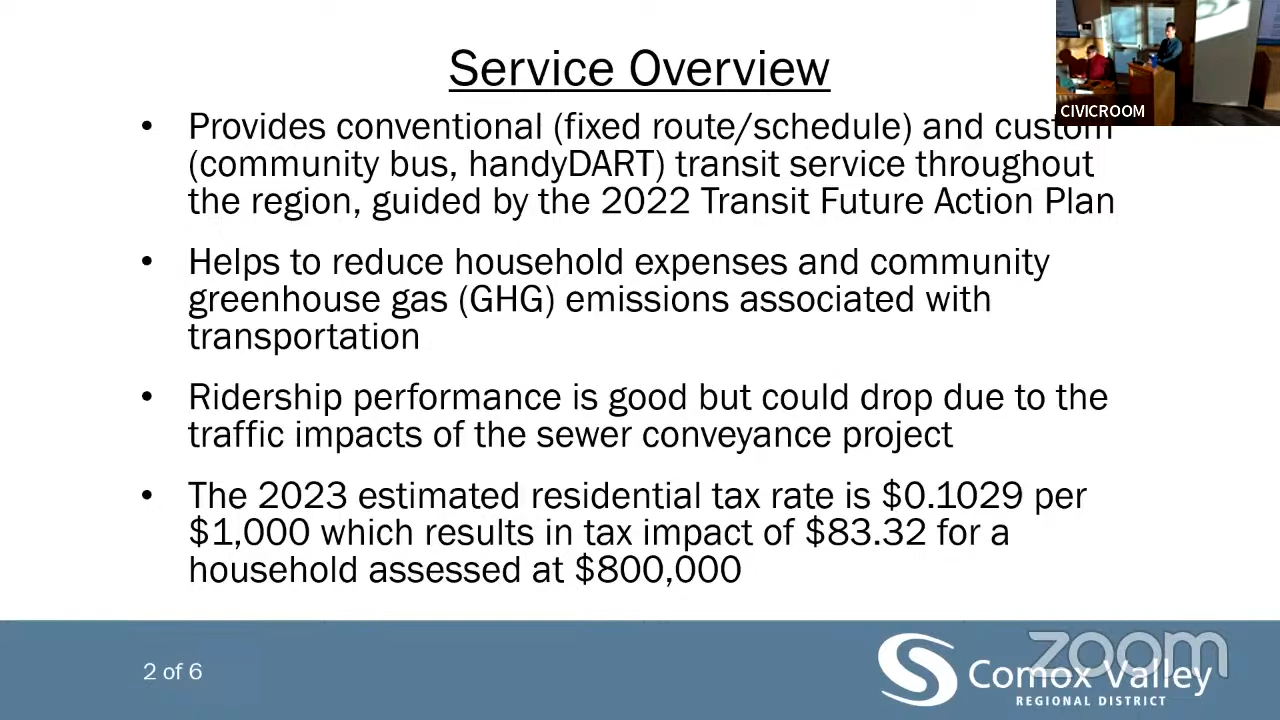 Service Overview
CIVICROOM
• Provides conventional (fixed route/schedule) and custom
(community bus, handyDART) transit service throughout
the region, guided by the 2022 Transit Future Action Plan
• Helps to reduce household expenses and community
greenhouse gas (GHG) emissions associated with
transportation
• Ridership performance is good but could drop due to the
traffic impacts of the sewer conveyance project
• The 2023 estimated residential tax rate is $0.1029 per
$1,000 which results in tax impact of $83.32 for a
household assessed at $800,000
2 of 6
zoom
Comox Valley
REGIONAL DISTRICT